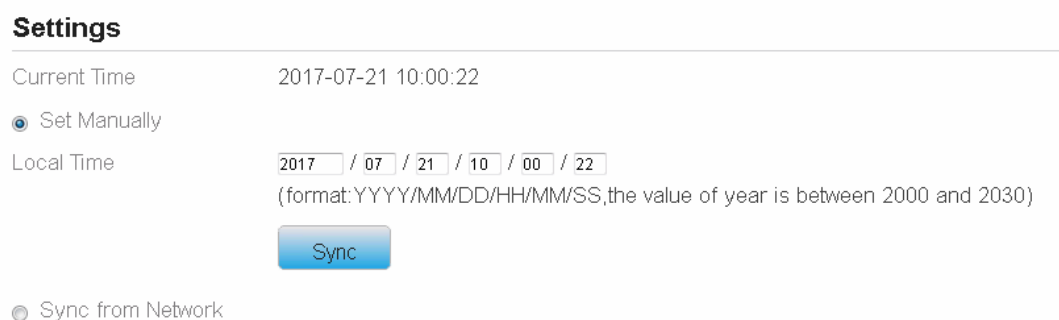 Settings
Current Time 2017-07-21 10:00:22
Set Manually
Local Time 2017 / 07 / 21 / 10 / 00 / 22
(format:YYYY/MM/DD/HH/MM/SS,the value of year is between 2000 and 2030)
Sync
Sync from Network